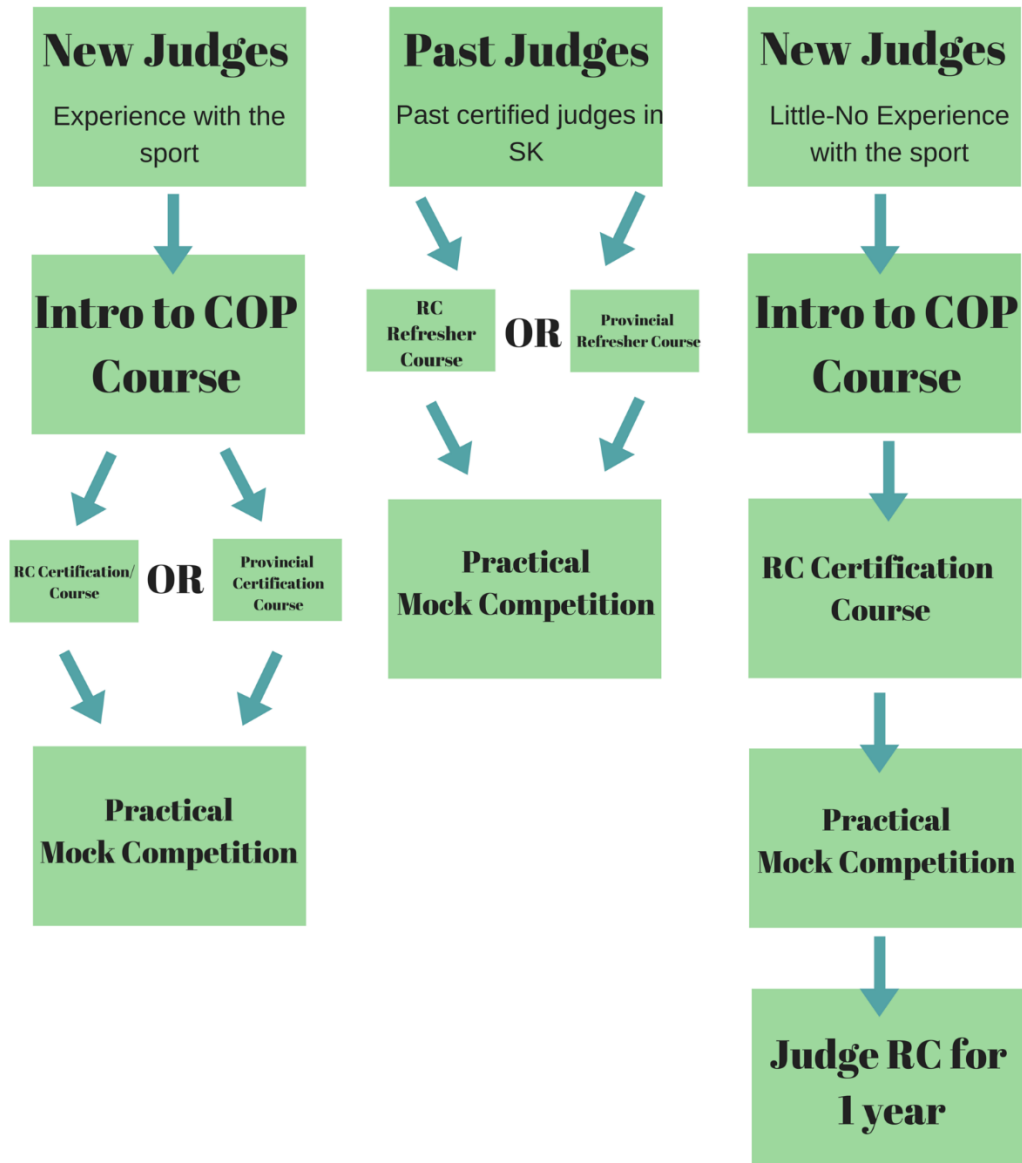 New Judges
Experience with the
sport
Intro to COP
Course
RC Certification/
Course
OR
Provincial
Certification
Course
Practical
Mock Competition
Past Judges
Past certified judges in
SK
RC
Refresher
Course
OR
Provincial
Refresher Course
Practical
Mock Competition
New Judges
Little-No Experience
with the sport
Intro to COP
Course
RC Certification
Course
Practical
Mock Competition
Judge RC for
1 year